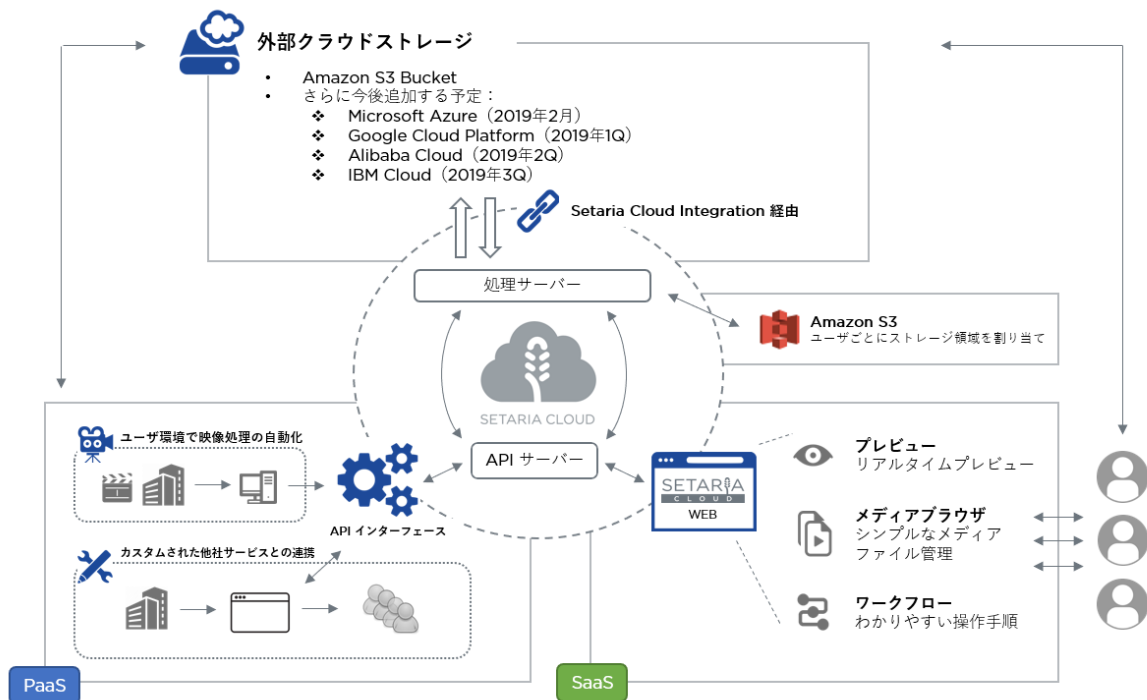 外部クラウドストレージ
• Amazon S3 Bucket
• さらに今後追加する予定：
❖ Microsoft Azure（2019年2月）
❖ Google Cloud Platform（2019年1Q）
❖ Alibaba Cloud（2019年2Q）
❖ IBM Cloud（2019年3Q）
Setaria Cloud Integration 経由
処理サーバー
Amazon S3
ユーザごとにストレージ領域を割り当て
SETARIA CLOUD
API サーバー
ユーザ環境で映像処理の自動化
API インターフェース
カスタムされた他社サービスとの連携
SETARIA
CLOUD
WEB
プレビュー
リアルタイムプレビュー
メディアブラウザ
シンプルなメディア
ファイル管理
ワークフロー
わかりやすい操作手順
PaaS
SaaS